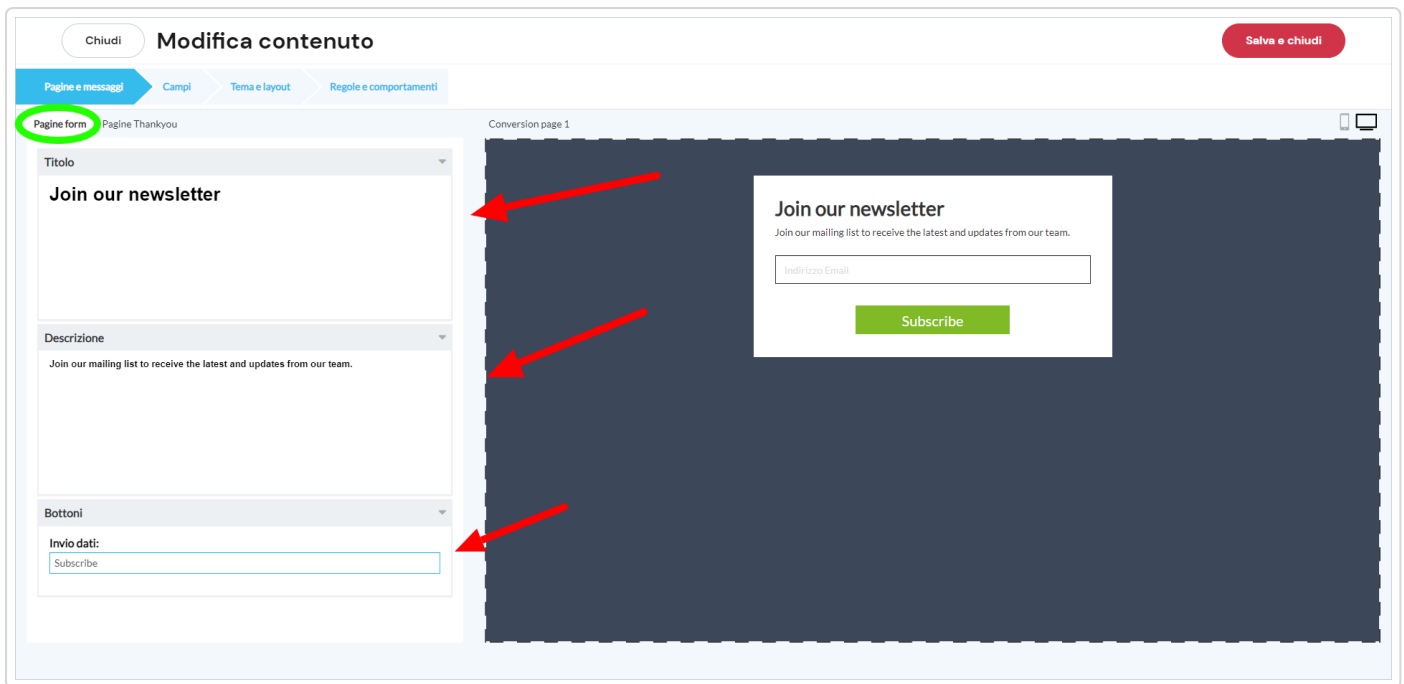 Chiudi
Modifica contenuto
Salva e chiudi
Pagine e messaggi
Campi
Tema e layout
Regole e comportamenti
Pagine form
Pagine Thankyou
Conversion page 1
Titolo
Join our newsletter
Descrizione
Join our mailing list to receive the latest and updates from our team.
Bottoni
Invio dati:
Subscribe
Join our newsletter
Join our mailing list to receive the latest and updates from our team.
Indirizzo Email
Subscribe